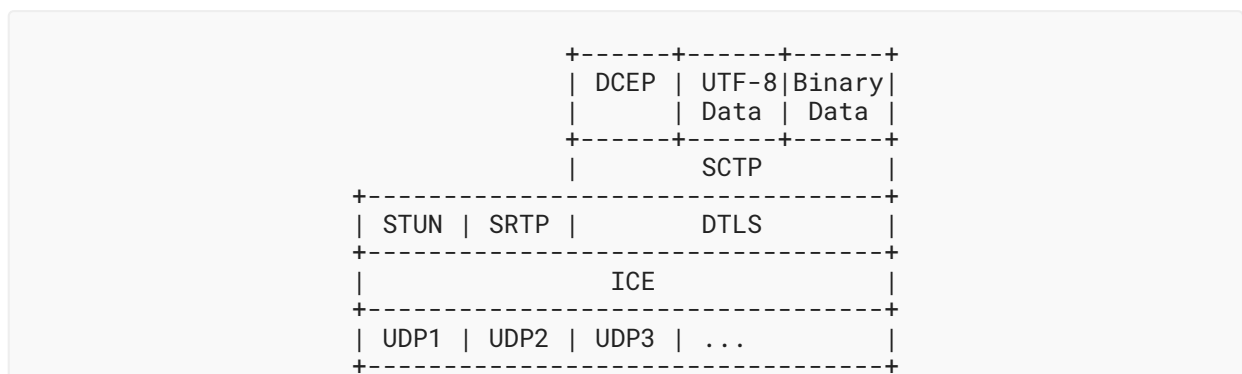 +------+------+------+
| DCEP | UTF-8|Binary|
|      | Data | Data |
+------+------+------+
|        SCTP        |
+----------------------------------+
| STUN | SRTP |        DTLS        |
+----------------------------------+
|                ICE               |
+----------------------------------+
| UDP1 | UDP2 | UDP3 | ...         |
+----------------------------------+